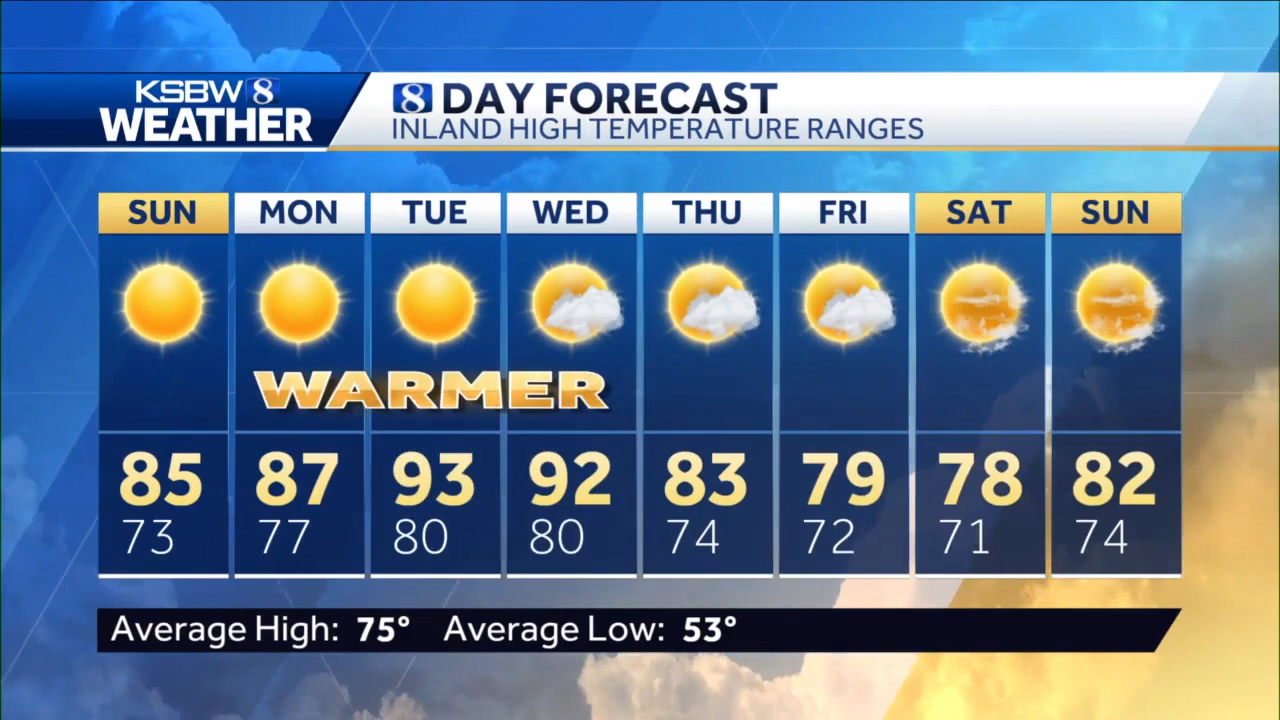 KSBW 8
WEATHER
8 DAY FORECAST
INLAND HIGH TEMPERATURE RANGES
SUN MON TUE WED THU FRI SAT SUN
WARMER
85 87 93 92 83 79 78 82
73 77 80 80 74 72 71 74
Average High: 75° Average Low: 53°